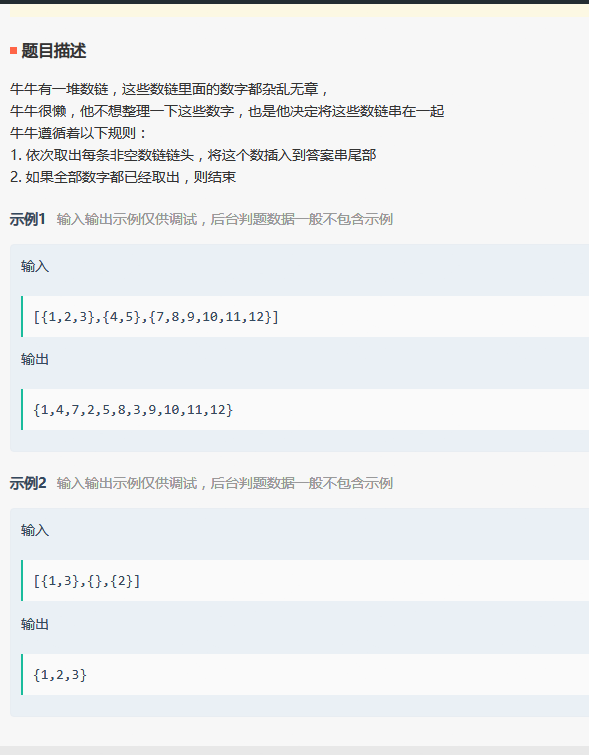 题目描述
牛牛有一堆数链，这些数链里面的数字都杂乱无章，
牛牛很懒，他不想整理一下这些数字，也是他决定将这些数链串在一起
牛牛遵循着以下规则：
1. 依次取出每条非空数链链头，将这个数插入到答案串尾部
2. 如果全部数字都已经取出，则结束
示例1 输入输出示例仅供调试，后台判题数据一般不包含示例
输入
[{1,2,3},{4,5},{7,8,9,10,11,12}]
输出
{1,4,7,2,5,8,3,9,10,11,12}
示例2 输入输出示例仅供调试，后台判题数据一般不包含示例
输入
[{1,3},{},{2}]
输出
{1,2,3}